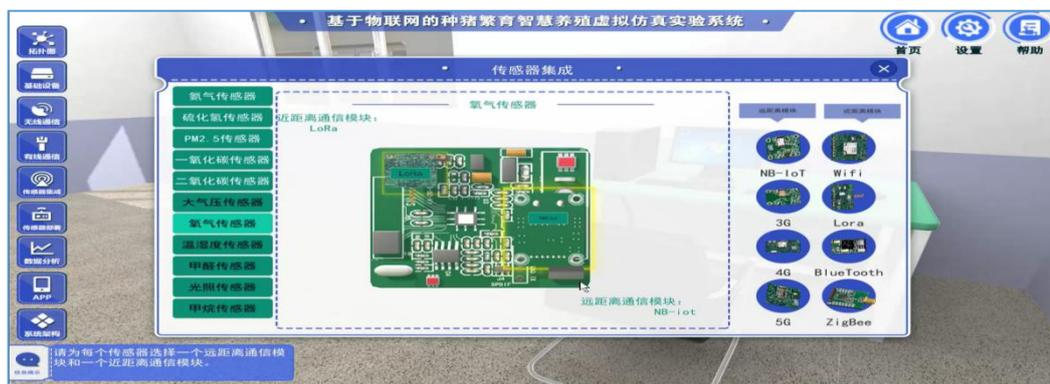 • 基于物联网的种猪繁育智慧养殖虚拟仿真实验系统 •
首页
设置
帮助
拓扑图
基础设备
无线通信
有线通信
传感器集成
传感器部署
数据分析
APP
系统架构
• 传感器集成 •
氨气传感器
硫化氢传感器
PM2.5传感器
一氧化碳传感器
二氧化碳传感器
大气压传感器
氧气传感器
温湿度传感器
甲醛传感器
光照传感器
甲烷传感器
氧气传感器
近距离通信模块：
LoRa
LoRa
远距离通信模块：
NB-iot
远距离模块
近距离模块
NB-IoT
Wifi
3G
Lora
4G
BlueTooth
5G
ZigBee
请为每个传感器选择一个远距离通信模
块和一个近距离通信模块。
信息提示